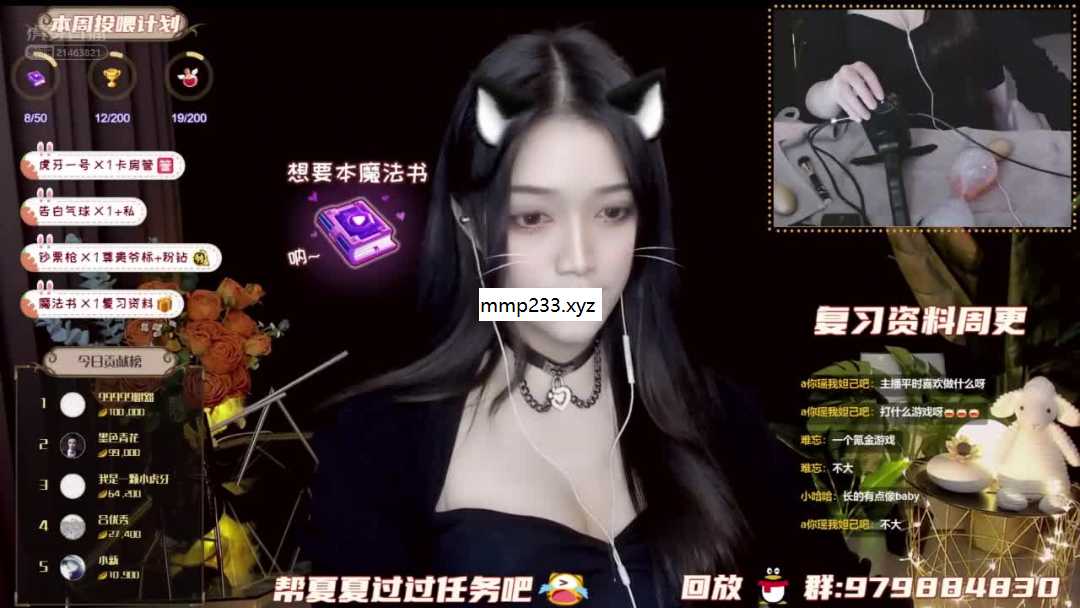 本周投喂计划
21463821
8/50
12/200
19/200
虎牙一号×1卡房管
告白气球×1+私
钞票枪×1尊贵爷标+粉钻
魔法书×1复习资料
今日贡献榜
1
100,000
2 墨色青花
99,000
3 我是一颗小虎牙
64,200
4 吕优秀
27,400
5 小新
10,900
想要本魔法书
呐~
mmp233.xyz
复习资料周更
a你瑶我妲己吧：主播平时喜欢做什么呀
a你瑶我妲己吧：打什么游戏呀
难忘：一个氪金游戏
难忘：不大
小哈哈：长的有点像baby
a你瑶我妲己吧：不大
帮夏夏过过任务吧
回放 群:979884830